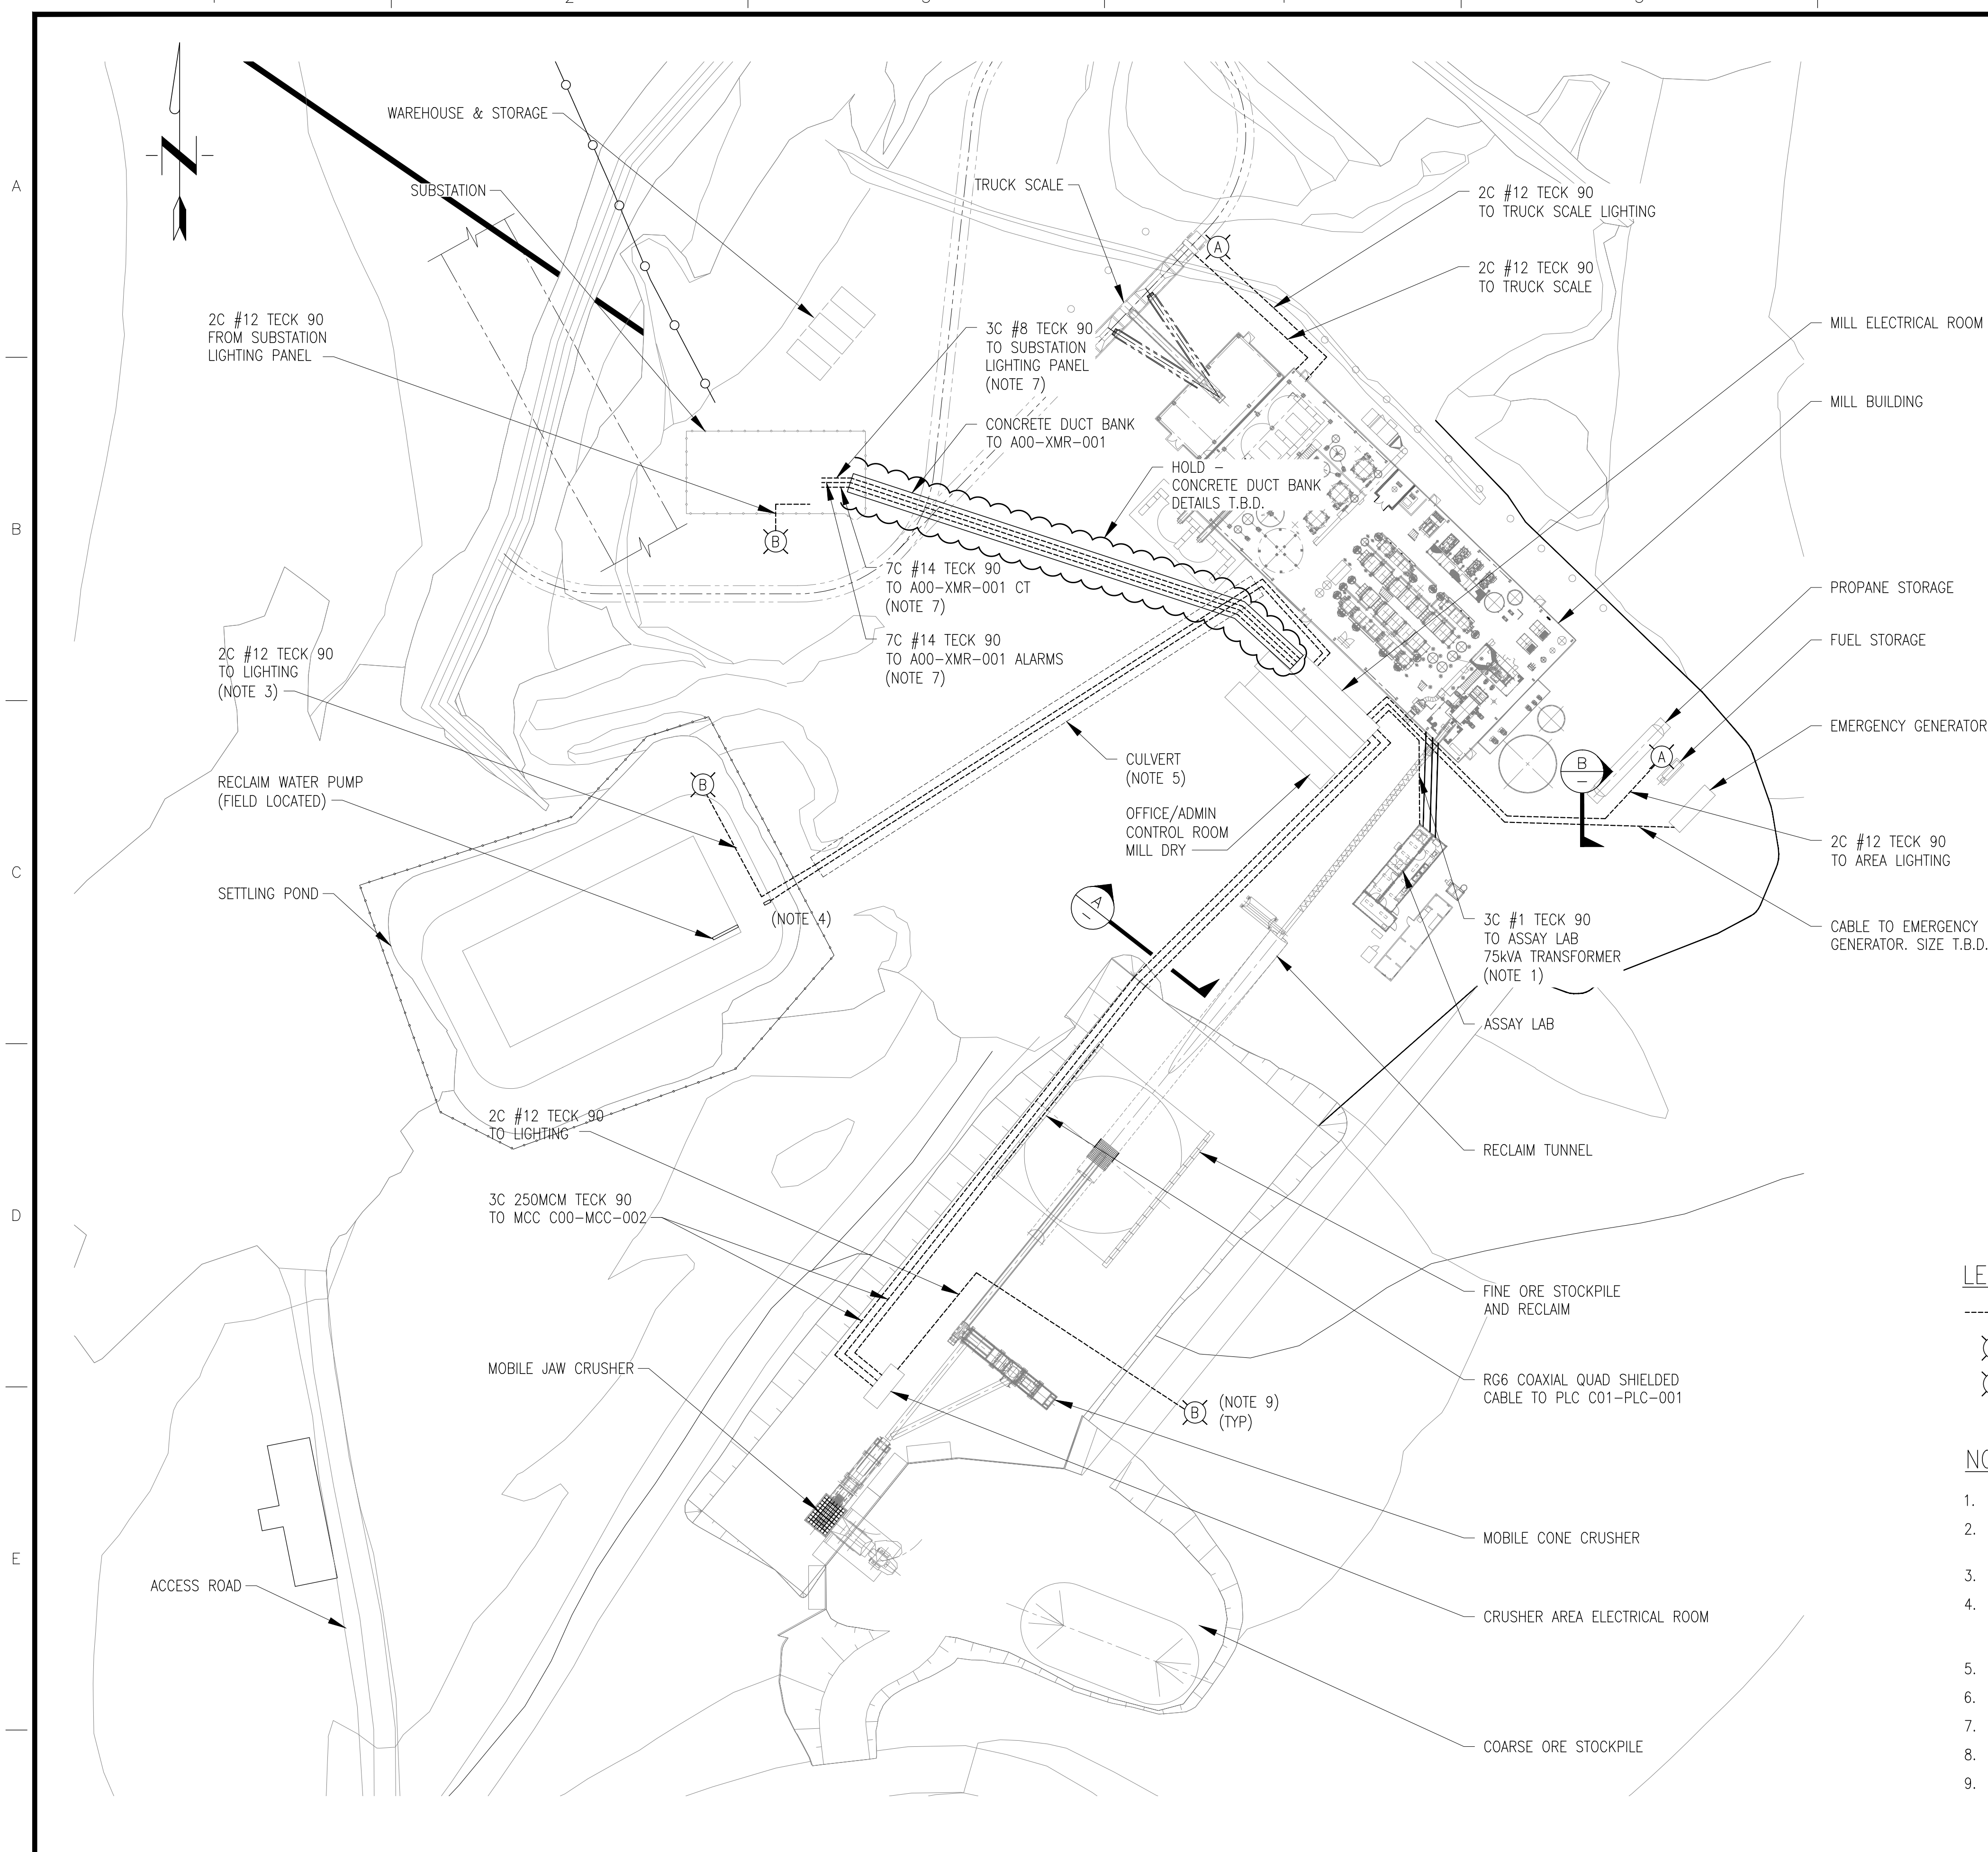 A
B
C
D
E
N
WAREHOUSE & STORAGE
SUBSTATION
2C #12 TECK 90
FROM SUBSTATION
LIGHTING PANEL
TRUCK SCALE
A
2C #12 TECK 90
TO TRUCK SCALE LIGHTING
2C #12 TECK 90
TO TRUCK SCALE
MILL ELECTRICAL ROOM
MILL BUILDING
3C #8 TECK 90
TO SUBSTATION
LIGHTING PANEL
(NOTE 7)
CONCRETE DUCT BANK
TO A00-XMR-001
HOLD -
CONCRETE DUCT BANK
DETAILS T.B.D.
B
7C #14 TECK 90
TO A00-XMR-001 CT
(NOTE 7)
7C #14 TECK 90
TO A00-XMR-001 ALARMS
(NOTE 7)
PROPANE STORAGE
FUEL STORAGE
EMERGENCY GENERATOR
2C #12 TECK 90
TO LIGHTING
(NOTE 3)
RECLAIM WATER PUMP
(FIELD LOCATED)
SETTLING POND
B
(NOTE 4)
CULVERT
(NOTE 5)
OFFICE/ADMIN
CONTROL ROOM
MILL DRY
B
-
A
2C #12 TECK 90
TO AREA LIGHTING
CABLE TO EMERGENCY
GENERATOR. SIZE T.B.D.
A
-
3C #1 TECK 90
TO ASSAY LAB
75kVA TRANSFORMER
(NOTE 1)
ASSAY LAB
2C #12 TECK 90
TO LIGHTING
3C 250MCM TECK 90
TO MCC C00-MCC-002
RECLAIM TUNNEL
FINE ORE STOCKPILE
AND RECLAIM
MOBILE JAW CRUSHER
RG6 COAXIAL QUAD SHIELDED
CABLE TO PLC C01-PLC-001
B
(NOTE 9)
(TYP)
MOBILE CONE CRUSHER
ACCESS ROAD
CRUSHER AREA ELECTRICAL ROOM
COARSE ORE STOCKPILE
LE
NO
1.
2.
3.
4.
5.
6.
7.
8.
9.